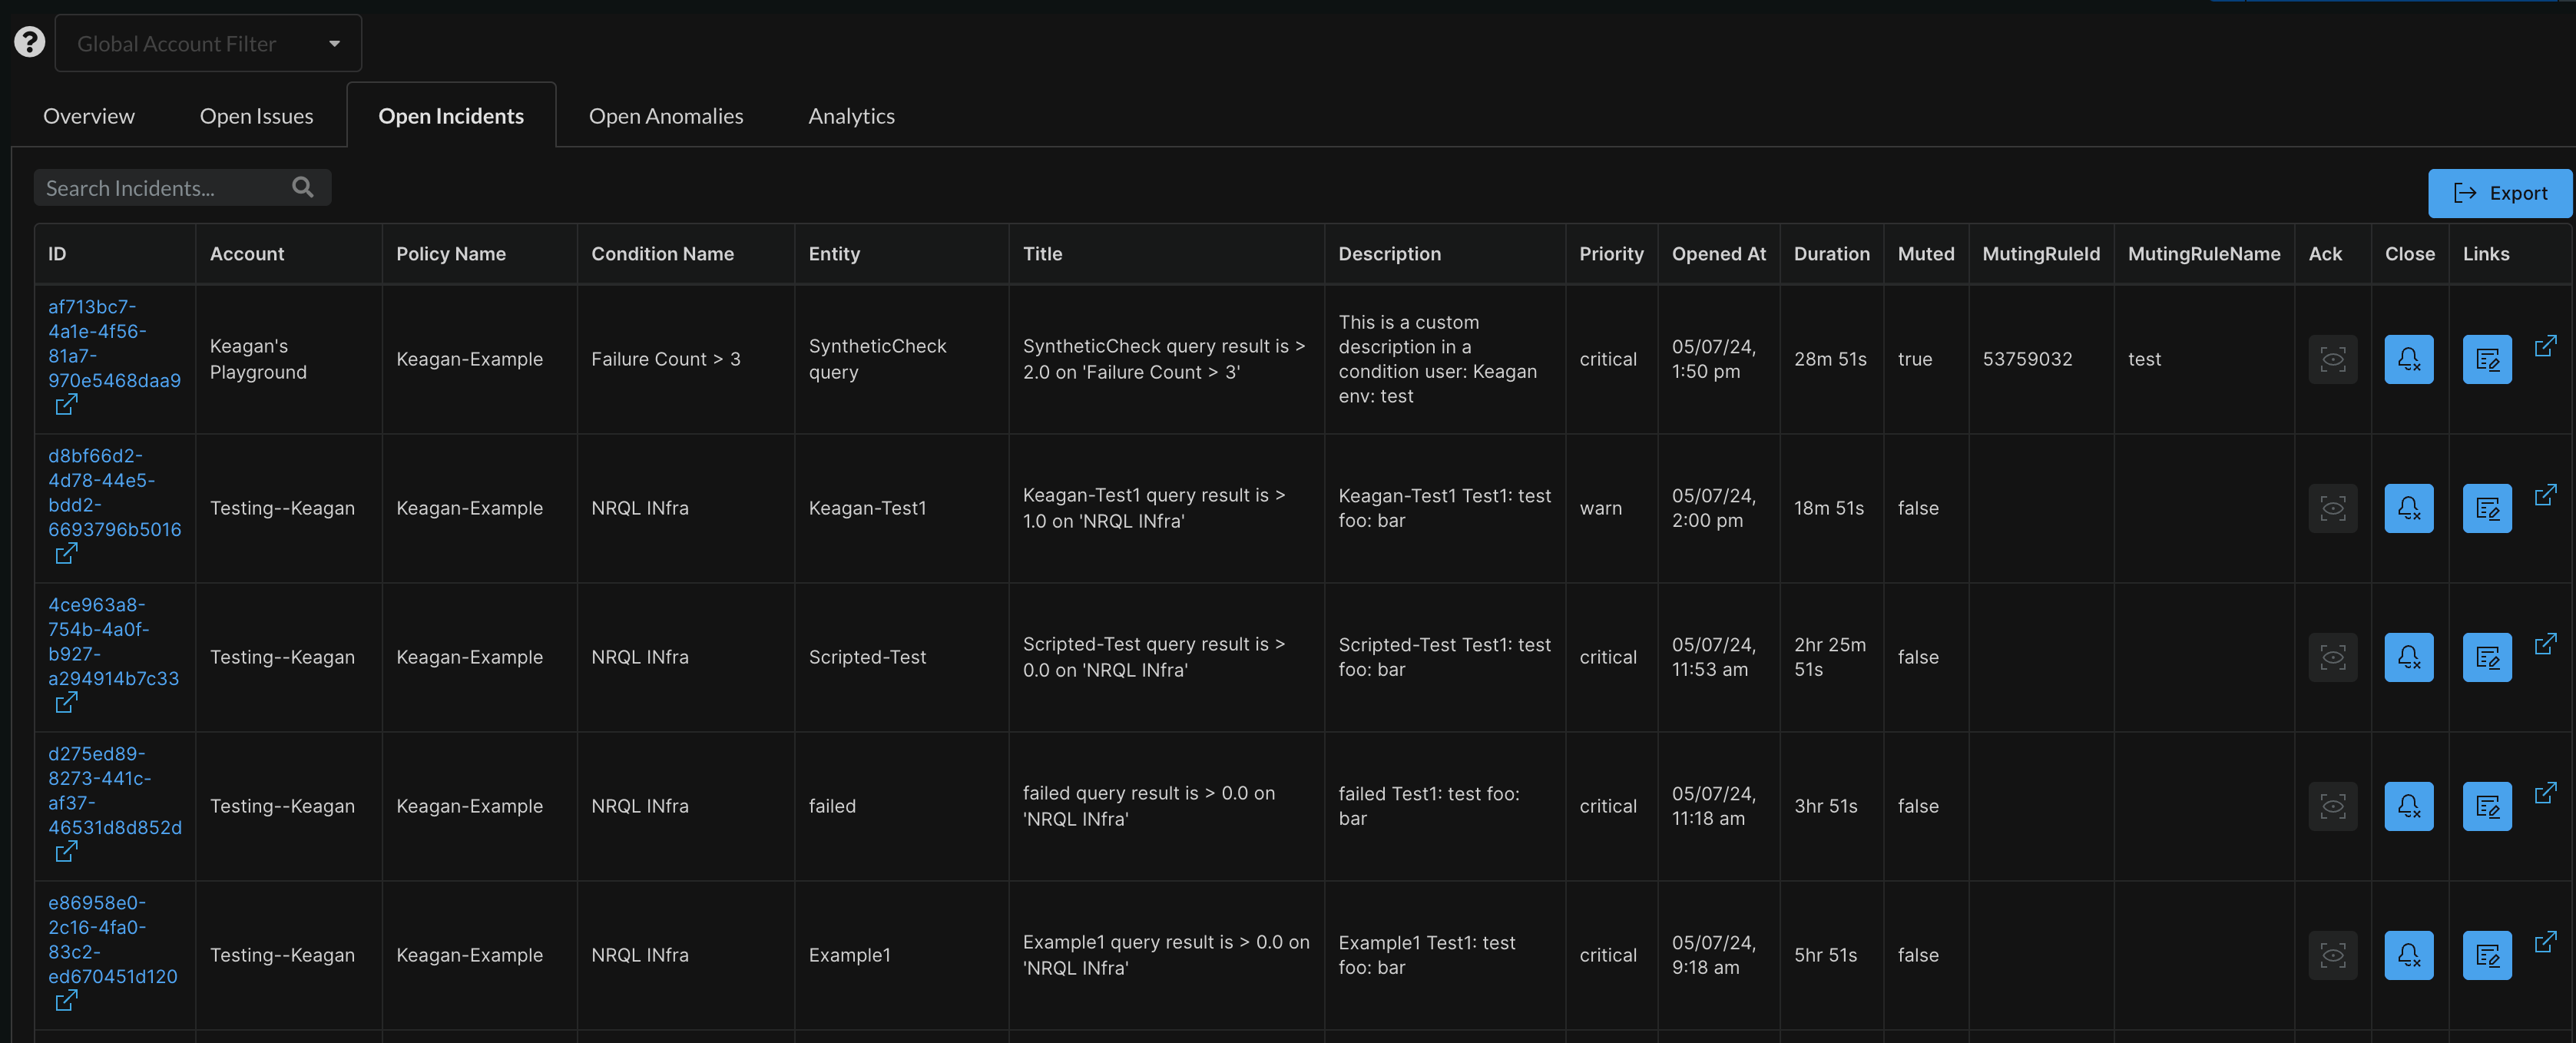 ?
Global Account Filter
Overview
Open Issues
Open Incidents
Open Anomalies
Analytics
Search Incidents...
Export
ID
Account
Policy Name
Condition Name
Entity
Title
Description
Priority
Opened At
Duration
Muted
MutingRuleId
MutingRuleName
Ack
Close
Links
af713bc7-
4a1e-4f56-
81a7-
970e5468daa9
Keagan's
Playground
Keagan-Example
Failure Count > 3
SyntheticCheck
query
SyntheticCheck query result is >
2.0 on 'Failure Count > 3'
This is a custom
description in a
condition user: Keagan
env: test
critical
05/07/24,
1:50 pm
28m 51s
true
53759032
test
d8bf66d2-
4d78-44e5-
bdd2-
6693796b5016
Testing--Keagan
Keagan-Example
NRQL INfra
Keagan-Test1
Keagan-Test1 query result is >
1.0 on 'NRQL INfra'
Keagan-Test1 Test1: test
foo: bar
warn
05/07/24,
2:00 pm
18m 51s
false
4ce963a8-
754b-4a0f-
b927-
a294914b7c33
Testing--Keagan
Keagan-Example
NRQL INfra
Scripted-Test
Scripted-Test query result is >
0.0 on 'NRQL INfra'
Scripted-Test Test1: test
foo: bar
critical
05/07/24,
11:53 am
2hr 25m
51s
false
d275ed89-
8273-441c-
af37-
46531d8d852d
Testing--Keagan
Keagan-Example
NRQL INfra
failed
failed query result is > 0.0 on
'NRQL INfra'
failed Test1: test foo:
bar
critical
05/07/24,
11:18 am
3hr 51s
false
e86958e0-
2c16-4fa0-
83c2-
ed670451d120
Testing--Keagan
Keagan-Example
NRQL INfra
Example1
Example1 query result is > 0.0 on
'NRQL INfra'
Example1 Test1: test
foo: bar
critical
05/07/24,
9:18 am
5hr 51s
false